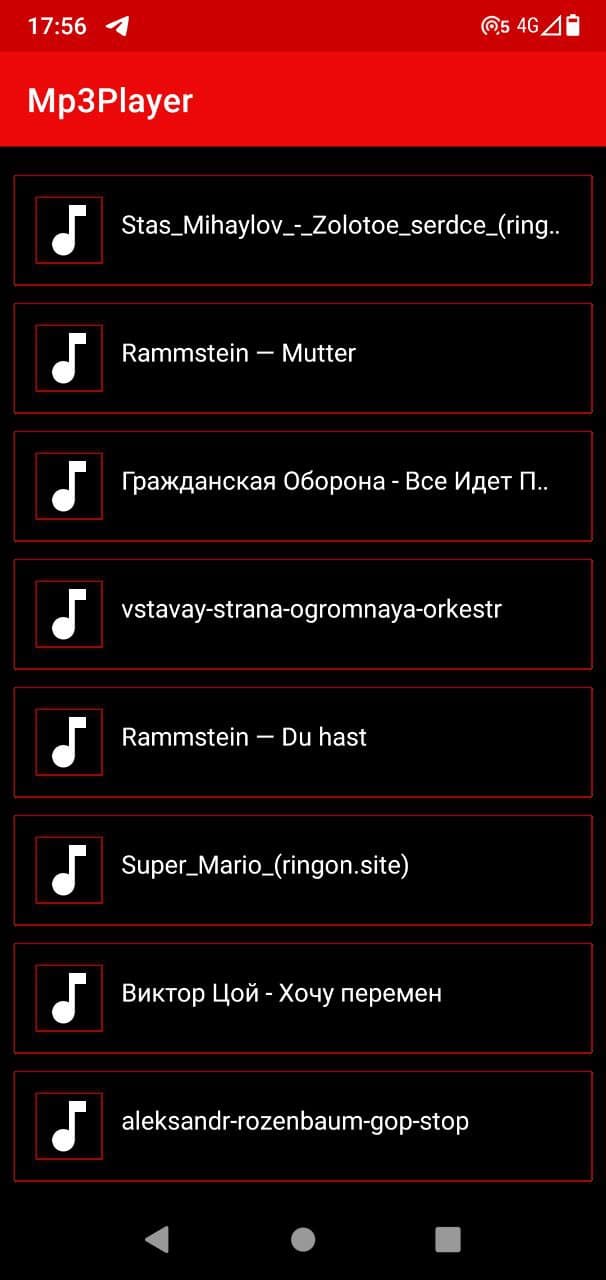 17:56 5 4G
Mp3Player
Stas_Mihaylov_-_Zolotoe_serdce_(ring..
Rammstein — Mutter
Гражданская Оборона - Все Идет П..
vstavay-strana-ogromnaya-orkestr
Rammstein — Du hast
Super_Mario_(ringon.site)
Виктор Цой - Хочу перемен
aleksandr-rozenbaum-gop-stop